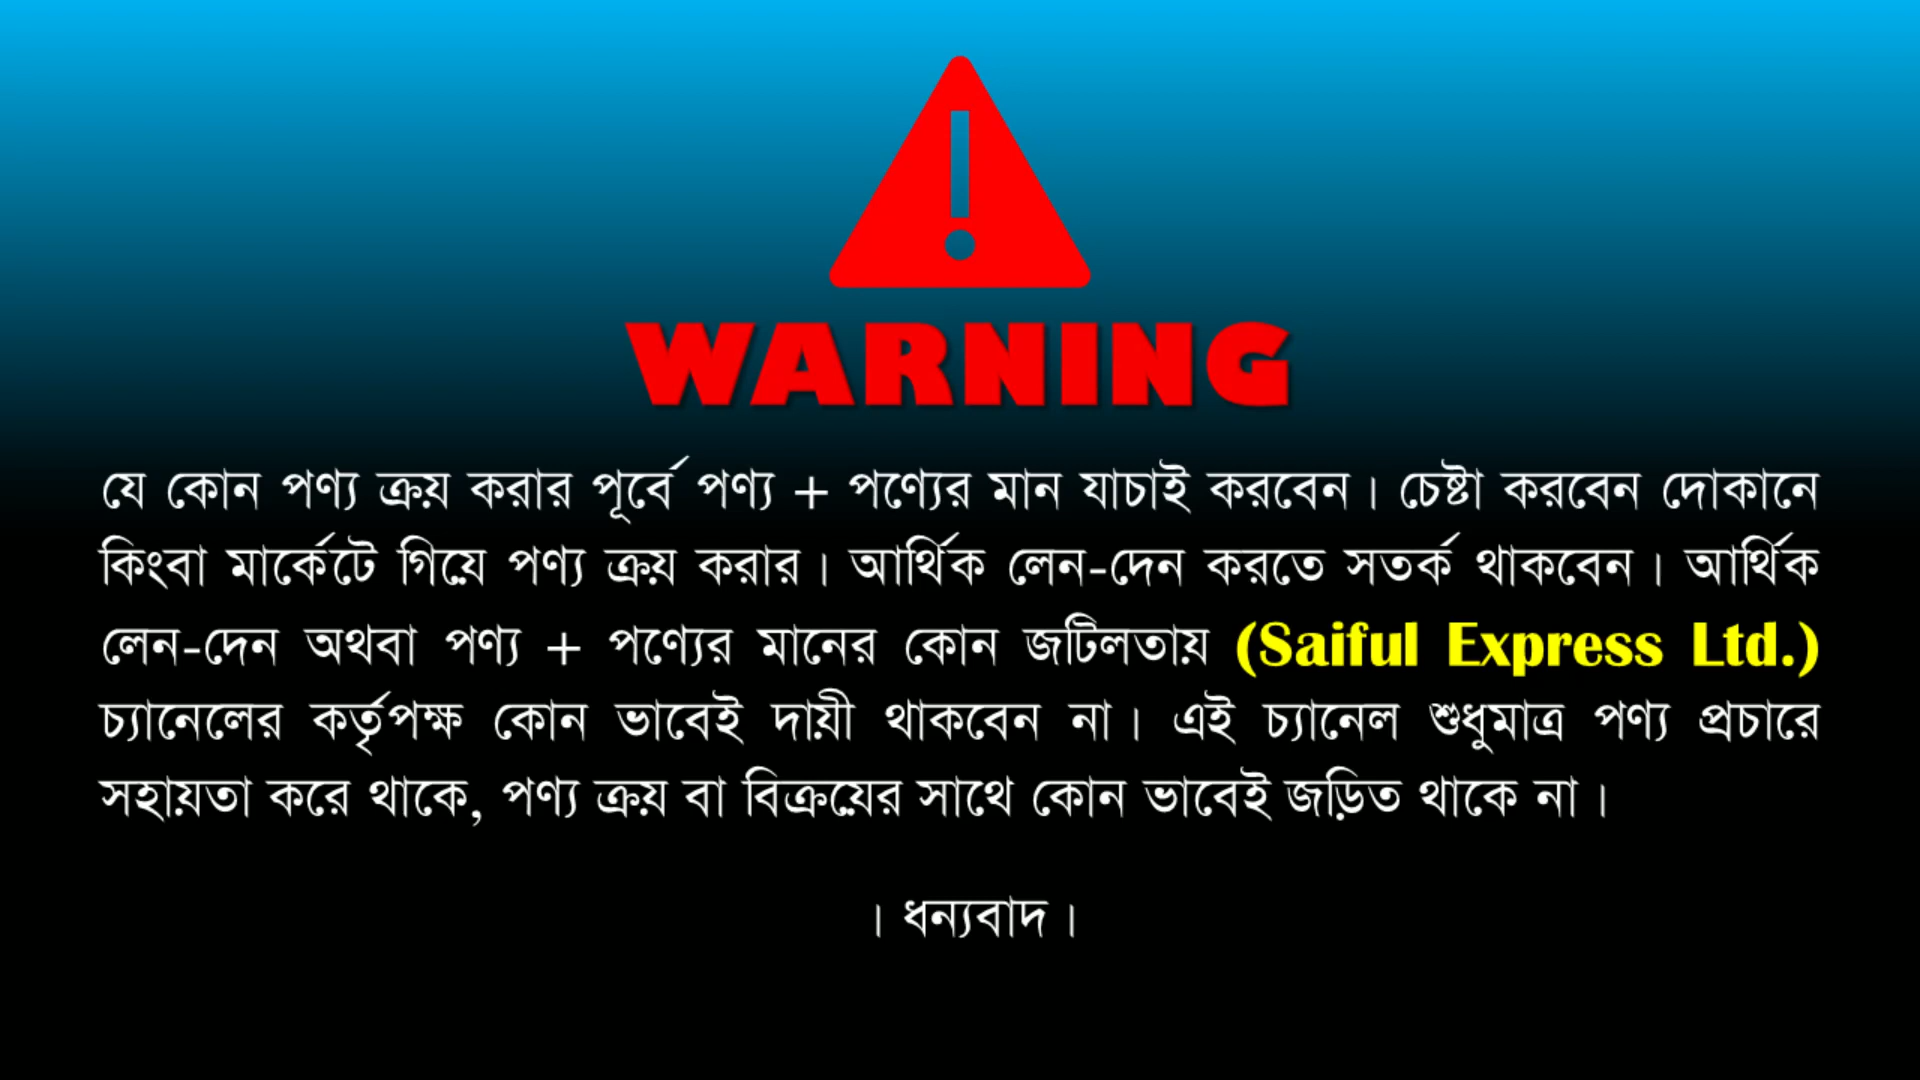 WARNING
যে কোন পণ্য ক্রয় করার পূর্বে পণ্য + পণ্যের মান যাচাই করবেন। চেষ্টা করবেন দোকানে
কিংবা মার্কেটে গিয়ে পণ্য ক্রয় করার। আর্থিক লেন-দেন করতে সতর্ক থাকবেন। আর্থিক
লেন-দেন অথবা পণ্য + পণ্যের মানের কোন জটিলতায় (Saiful Express Ltd.)
চ্যানেলের কর্তৃপক্ষ কোন ভাবেই দায়ী থাকবেন না। এই চ্যানেল শুধুমাত্র পণ্য প্রচারে
সহায়তা করে থাকে, পণ্য ক্রয় বা বিক্রয়ের সাথে কোন ভাবেই জড়িত থাকে না।
। ধন্যবাদ ।